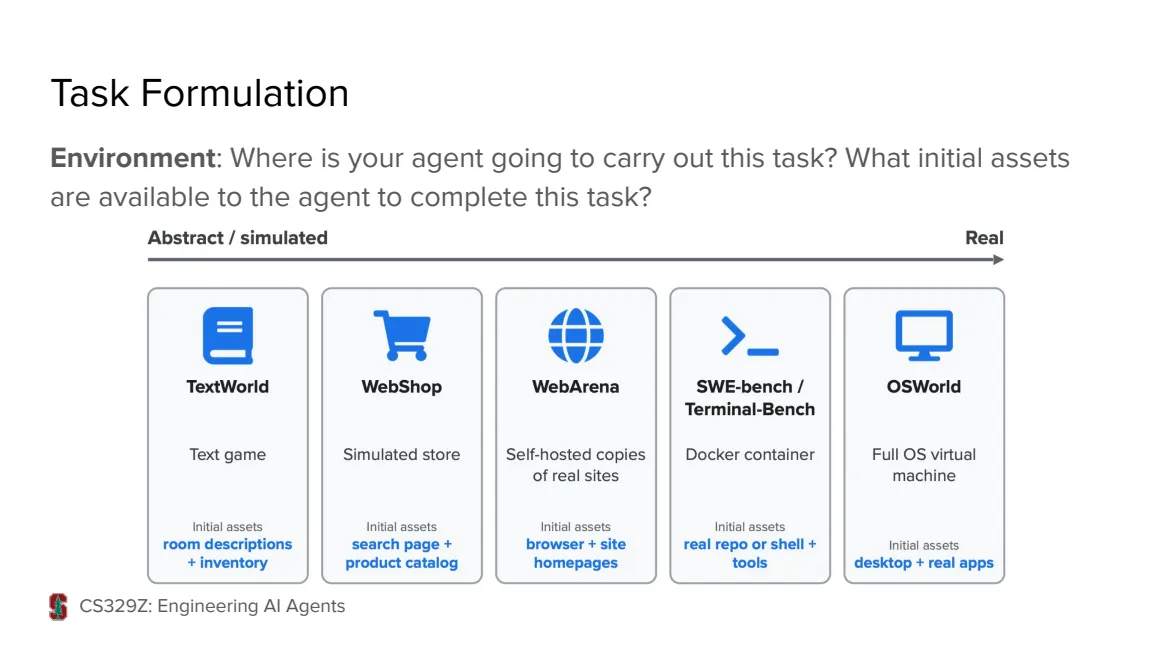 Task Formulation
Environment: Where is your agent going to carry out this task? What initial assets
are available to the agent to complete this task?
Abstract / simulated
Real
TextWorld
Text game
Initial assets
room descriptions
+ inventory
WebShop
Simulated store
Initial assets
search page +
product catalog
WebArena
Self-hosted copies
of real sites
Initial assets
browser + site
homepages
SWE-bench /
Terminal-Bench
Docker container
Initial assets
real repo or shell +
tools
OSWorld
Full OS virtual
machine
Initial assets
desktop + real apps
CS329Z: Engineering AI Agents